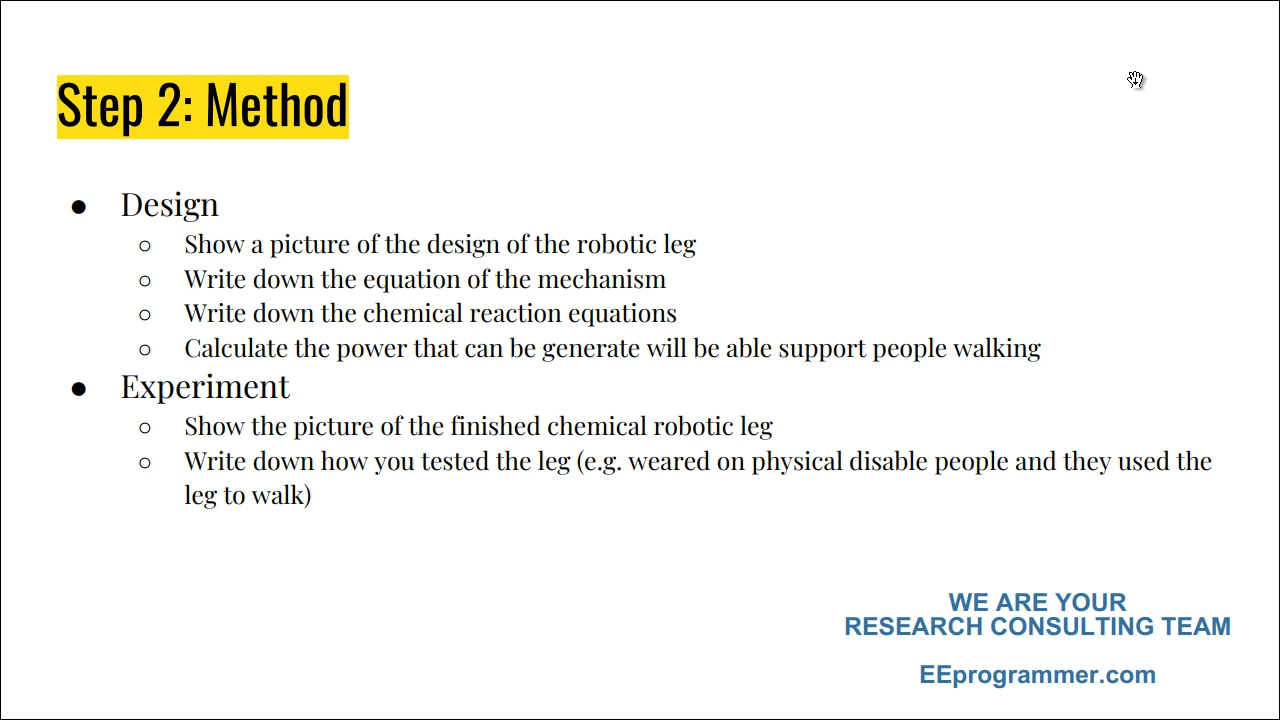 Step 2: Method
● Design
○ Show a picture of the design of the robotic leg
○ Write down the equation of the mechanism
○ Write down the chemical reaction equations
○ Calculate the power that can be generate will be able support people walking
● Experiment
○ Show the picture of the finished chemical robotic leg
○ Write down how you tested the leg (e.g. weared on physical disable people and they used the
leg to walk)
WE ARE YOUR
RESEARCH CONSULTING TEAM
EEprogrammer.com